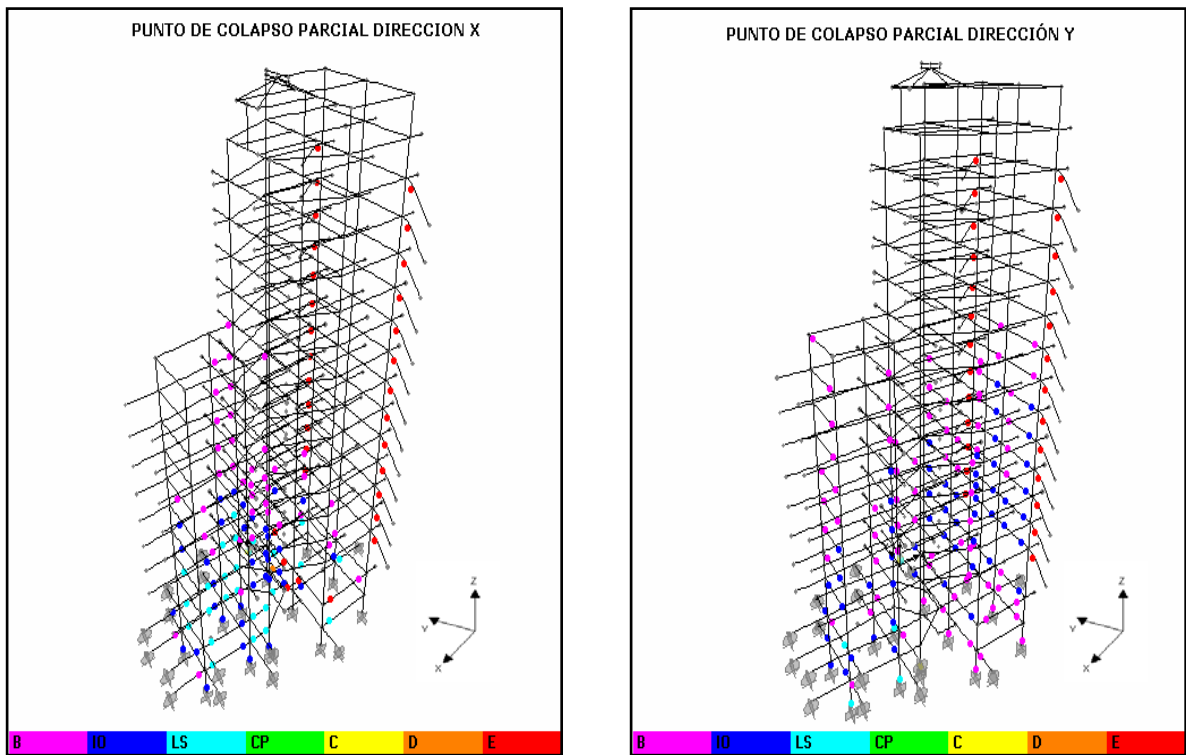 PUNTO DE COLAPSO PARCIAL DIRECCION X
Z
Y
X
B IO LS CP C D E
PUNTO DE COLAPSO PARCIAL DIRECCIÓN Y
Z
Y
X
B IO LS CP C D E